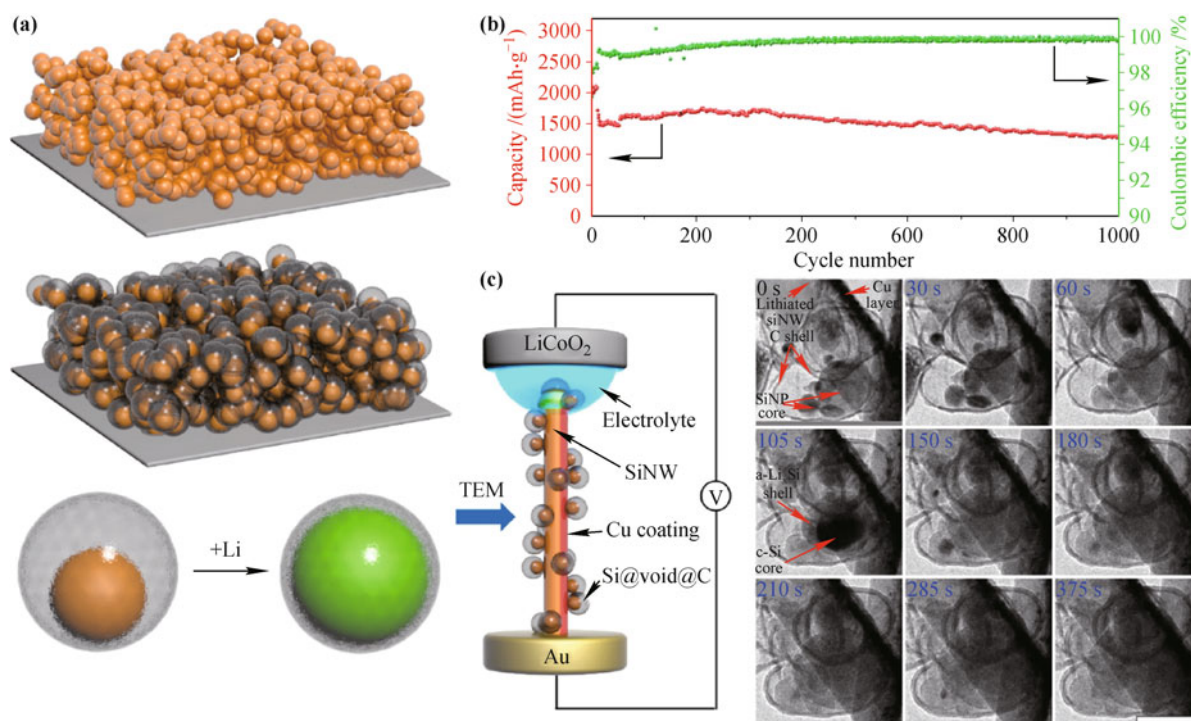 (a)
+Li
(b)
Capacity /(mAh·g⁻¹)
3000
2500
2000
1500
1000
500
0
100
98
96
94
92
90
Coulombic efficiency /%
0 200 400 600 800 1000
Cycle number
(c)
LiCoO₂
Electrolyte
SiNW
TEM
Cu coating
Si@void@C
Au
V
0 s
Cu
layer
Lithiated
siNW
C shell
SiNP
core
30 s
60 s
105 s
a-Li Si
shell
c-Si
core
150 s
180 s
210 s
285 s
375 s